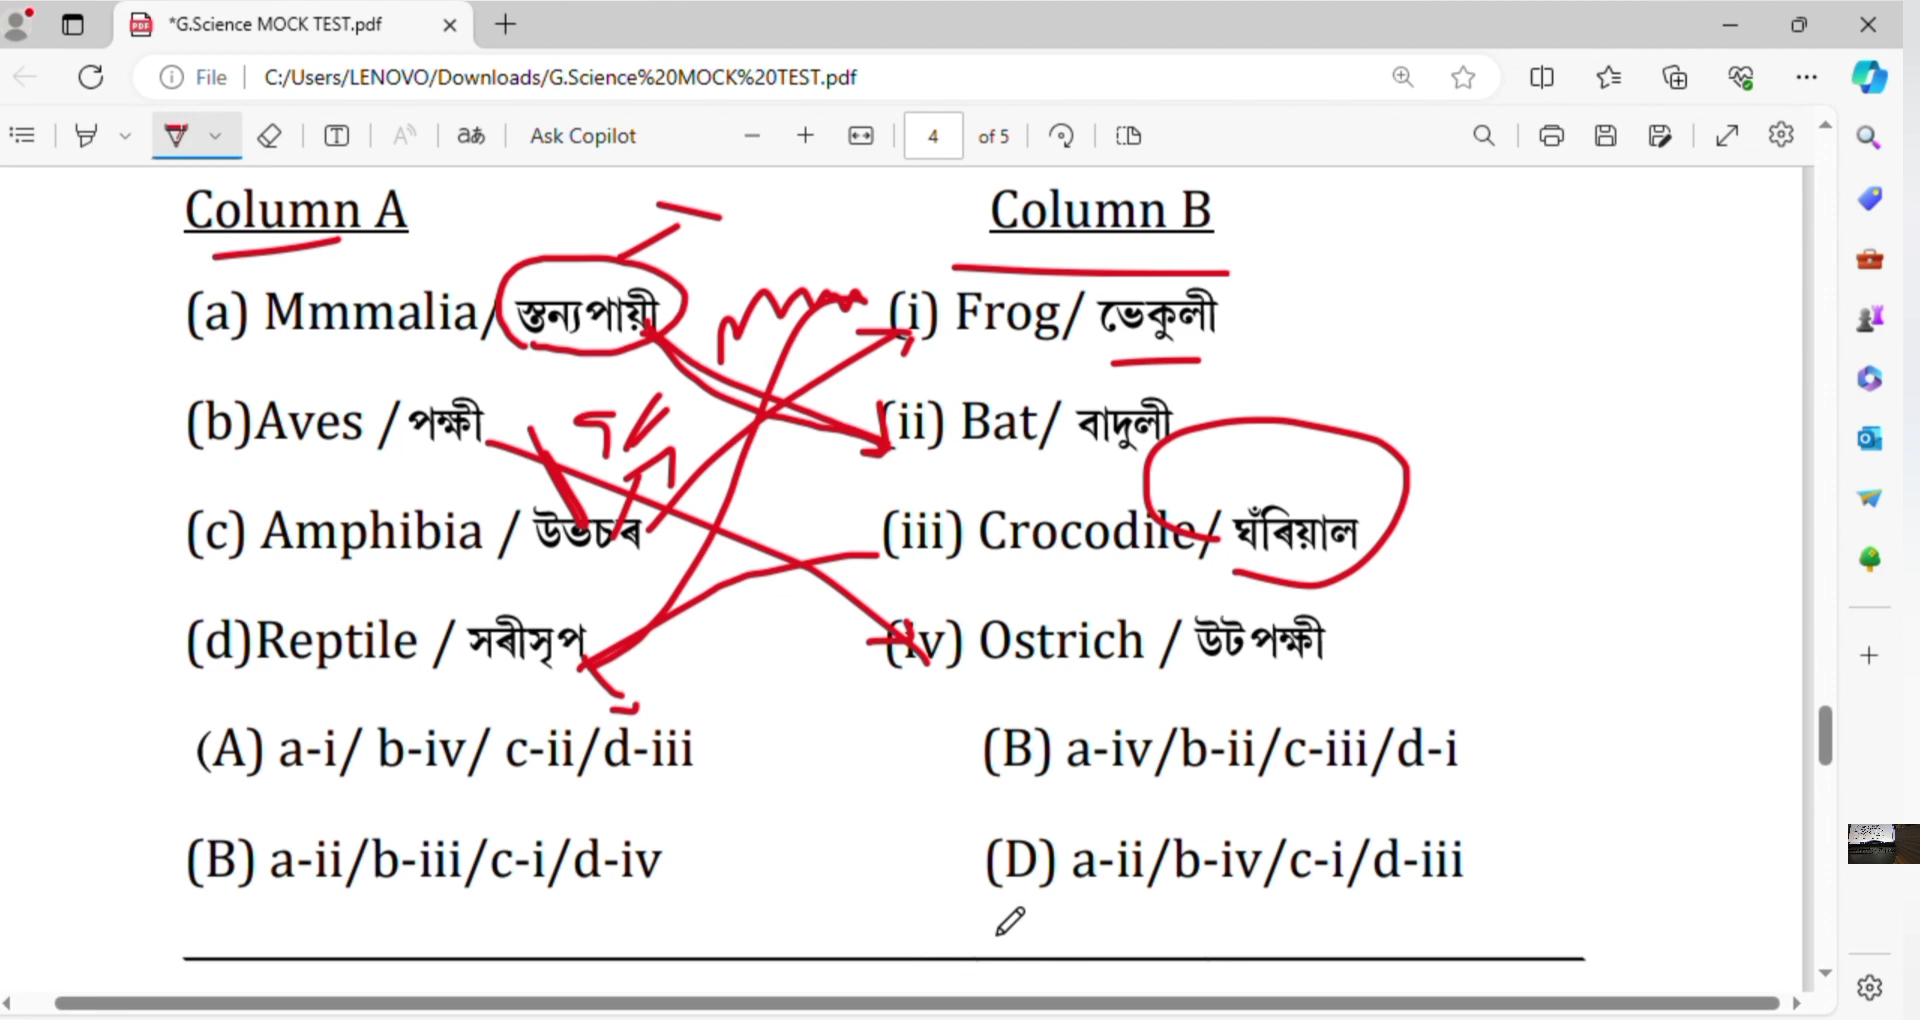 *G.Science MOCK TEST.pdf
File C:/Users/LENOVO/Downloads/G.Science%20MOCK%20TEST.pdf
Ask Copilot 4 of 5
Column A Column B
(a) Mmmalia/ স্তন্যপায়ী (i) Frog/ ভেকুলী
(b)Aves / পক্ষী (ii) Bat/ বাদুলী
(c) Amphibia / উভচৰ (iii) Crocodile/ ঘঁৰিয়াল
(d)Reptile / সৰীসৃপ (iv) Ostrich / উট পক্ষী
(A) a-i/ b-iv/ c-ii/d-iii (B) a-iv/b-ii/c-iii/d-i
(B) a-ii/b-iii/c-i/d-iv (D) a-ii/b-iv/c-i/d-iii